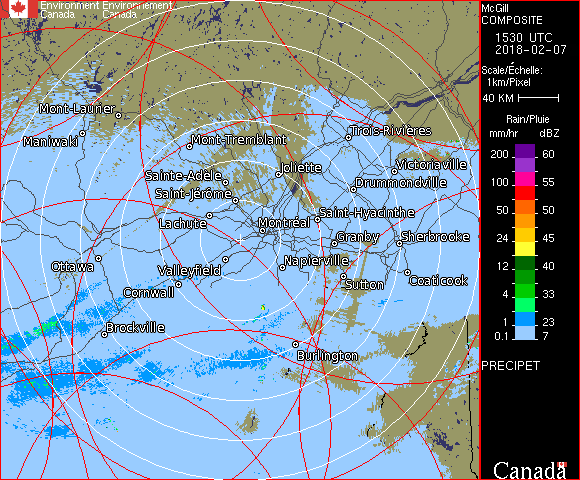 Environment Environnement
Canada Canada
McGill
COMPOSITE
1530 UTC
2018-02-07
Scale/Échelle:
1km/Pixel
40 KM
Rain/Pluie
mm/hr dBZ
200 60
100 55
50 50
24 45
12 40
4 33
1 23
0.1 7
PRECIPET
Canada
Mont-Laurier
Maniwaki
Mont-Tremblant
Trois-Rivières
Sainte-Adèle
Joliette
Victoriaville
Saint-Jérôme
Drummondville
Lachute
Montréal
Saint-Hyacinthe
Granby
Sherbrooke
Ottawa
Valleyfield
Napierville
Cornwall
Sutton
Coaticook
Brockville
Burlington